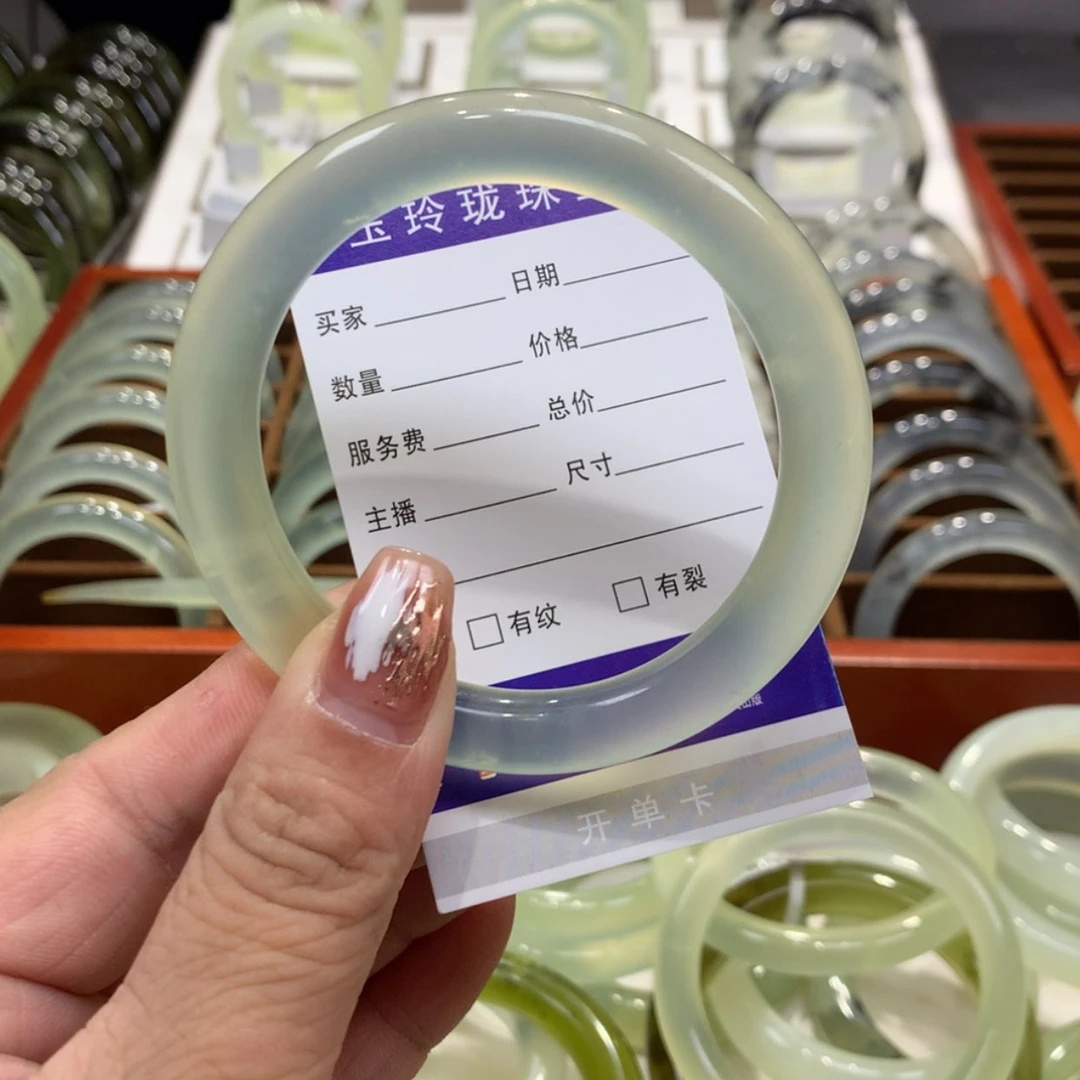 玉玲珑珠
买家 日期
数量 价格
服务费 总价
主播 尺寸
□有纹 □有裂
开单卡